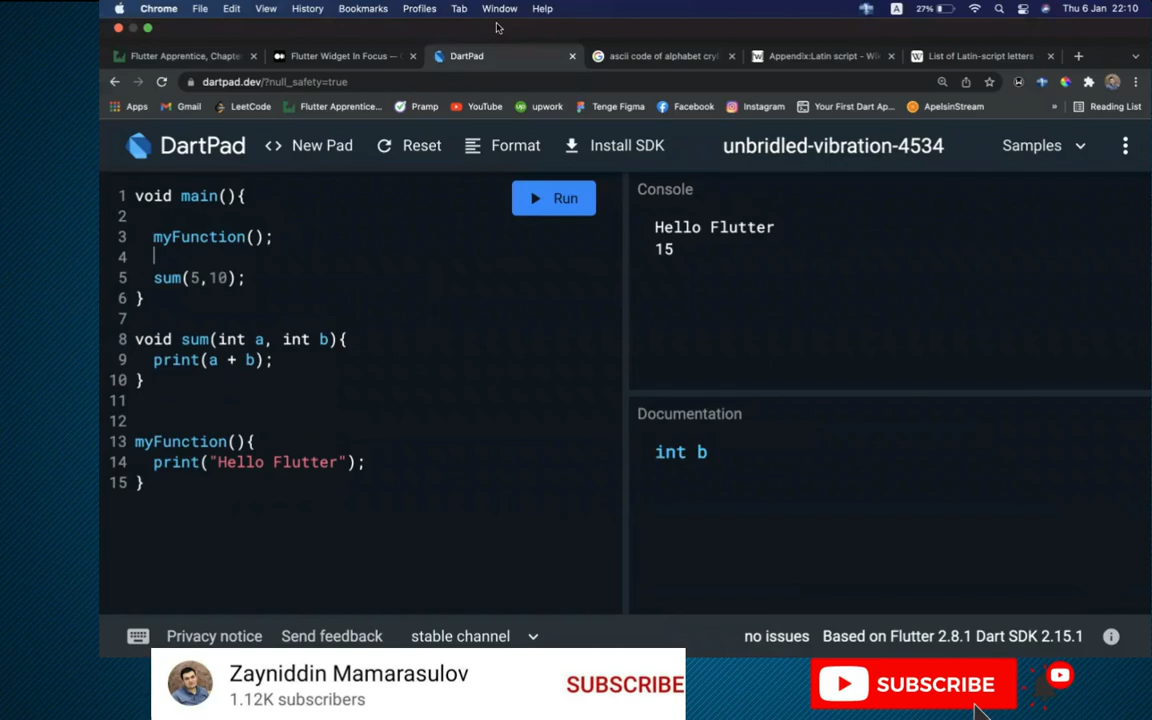 Chrome File Edit View History Bookmarks Profiles Tab Window Help A 27% Thu 6 Jan 22:10
Flutter Apprentice, Chapte Flutter Widget In Focus — DartPad ascii code of alphabet cry Appendix:Latin script - Wi List of Latin-script letters
dartpad.dev/?null_safety=true
Apps Gmail LeetCode Flutter Apprentice... Pramp YouTube upwork Tenge Figma Facebook Instagram Your First Dart Ap... ApelsinStream » Reading List
DartPad <> New Pad Reset Format Install SDK unbridled-vibration-4534 Samples
Run
1 void main(){
2
3 myFunction();
4
5 sum(5,10);
6 }
7
8 void sum(int a, int b){
9 print(a + b);
10 }
11
12
13 myFunction(){
14 print("Hello Flutter");
15 }
Console
Hello Flutter
15
Documentation
int b
Privacy notice Send feedback stable channel no issues Based on Flutter 2.8.1 Dart SDK 2.15.1
Zayniddin Mamarasulov
1.12K subscribers
SUBSCRIBE
SUBSCRIBE